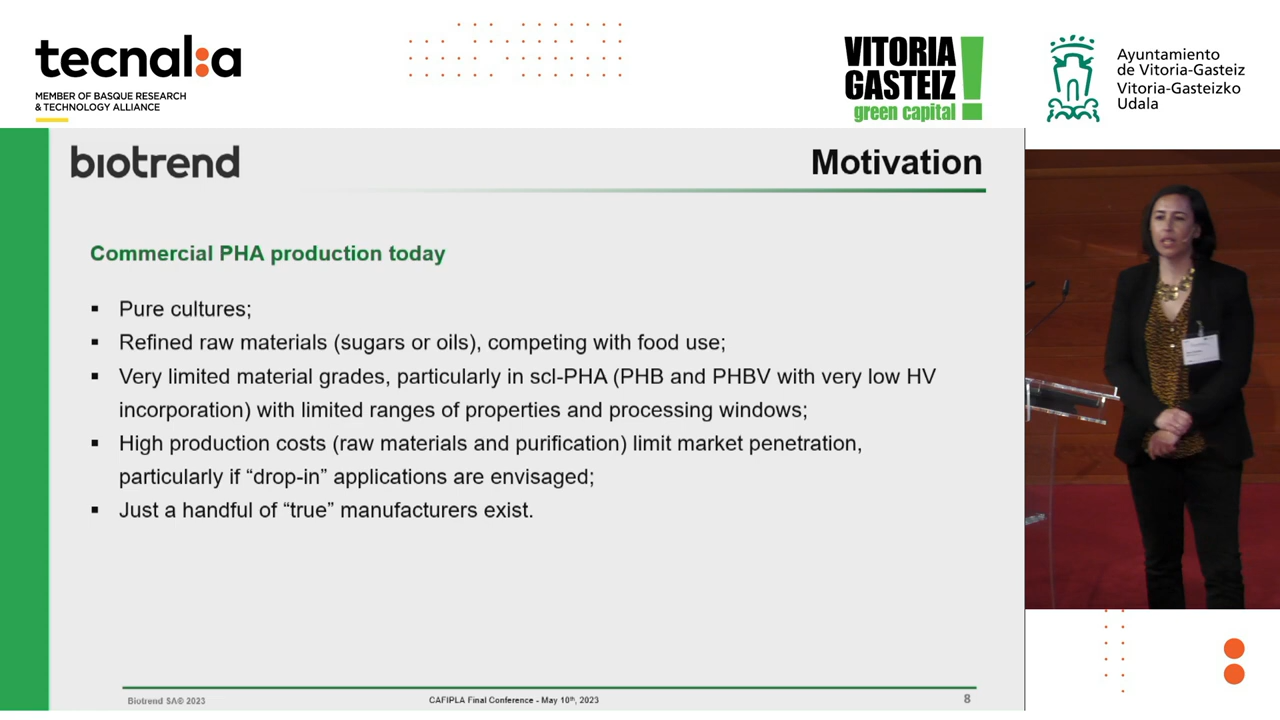 tecnal:a
MEMBER OF BASQUE RESEARCH
& TECHNOLOGY ALLIANCE
VITORIA
GASTEIZ
green capital
Ayuntamiento
de Vitoria-Gasteiz
Vitoria-Gasteizko
Udala
biotrend
Motivation
Commercial PHA production today
▪ Pure cultures;
▪ Refined raw materials (sugars or oils), competing with food use;
▪ Very limited material grades, particularly in scl-PHA (PHB and PHBV with very low HV
incorporation) with limited ranges of properties and processing windows;
▪ High production costs (raw materials and purification) limit market penetration,
particularly if “drop-in” applications are envisaged;
▪ Just a handful of “true” manufacturers exist.
Biotrend SA© 2023
CAFIPLA Final Conference - May 10th, 2023
8